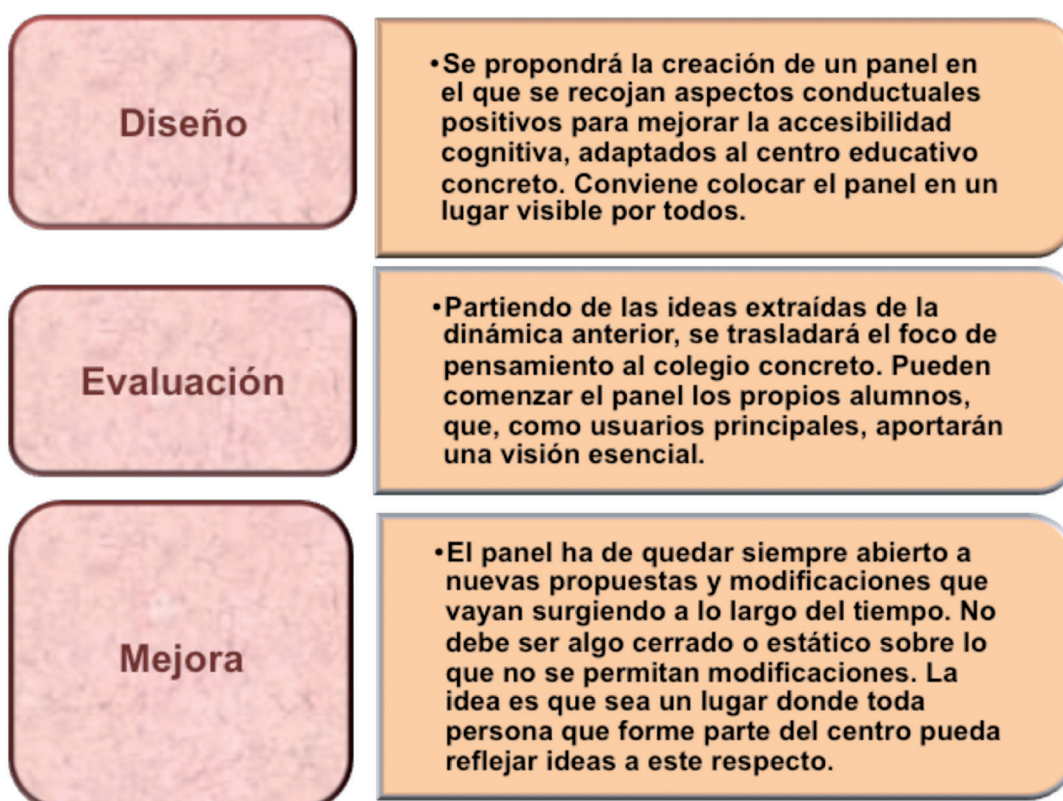 Diseño
•Se propondrá la creación de un panel en
el que se recojan aspectos conductuales
positivos para mejorar la accesibilidad
cognitiva, adaptados al centro educativo
concreto. Conviene colocar el panel en un
lugar visible por todos.
Evaluación
•Partiendo de las ideas extraídas de la
dinámica anterior, se trasladará el foco de
pensamiento al colegio concreto. Pueden
comenzar el panel los propios alumnos,
que, como usuarios principales, aportarán
una visión esencial.
Mejora
•El panel ha de quedar siempre abierto a
nuevas propuestas y modificaciones que
vayan surgiendo a lo largo del tiempo. No
debe ser algo cerrado o estático sobre lo
que no se permitan modificaciones. La
idea es que sea un lugar donde toda
persona que forme parte del centro pueda
reflejar ideas a este respecto.